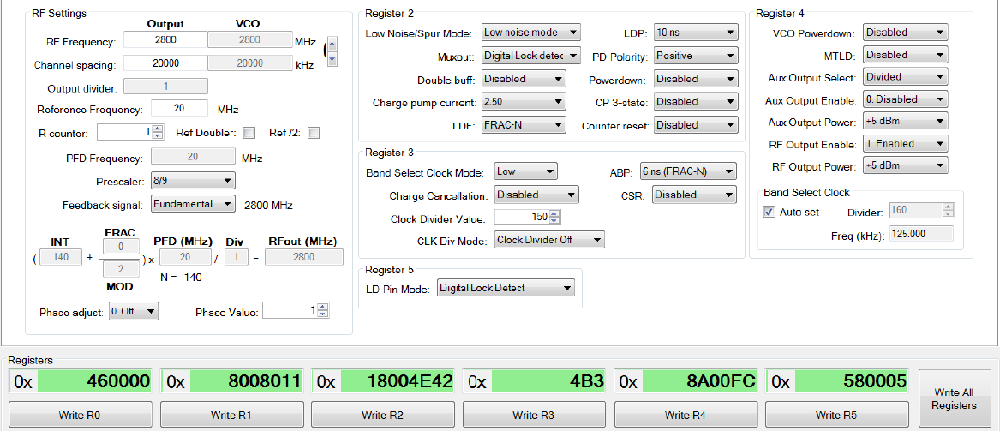 RF Settings
Output VCO
RF Frequency: 2800 2800 MHz
Channel spacing: 20000 20000 kHz
Output divider: 1
Reference Frequency: 20 MHz
R counter: 1 Ref Doubler: Ref /2:
PFD Frequency: 20 MHz
Prescaler: 8/9
Feedback signal: Fundamental 2800 MHz
INT FRAC PFD (MHz) Div RFout (MHz)
( 140 + 0 / 2 ) x 20 / 1 = 2800
MOD N = 140
Phase adjust: 0. Off Phase Value: 1
Register 2
Low Noise/Spur Mode: Low noise mode LDP: 10 ns
Muxout: Digital Lock detec PD Polarity: Positive
Double buff: Disabled Powerdown: Disabled
Charge pump current: 2.50 CP 3-state: Disabled
LDF: FRAC-N Counter reset: Disabled
Register 3
Band Select Clock Mode: Low ABP: 6 ns (FRAC-N)
Charge Cancellation: Disabled CSR: Disabled
Clock Divider Value: 150
CLK Div Mode: Clock Divider Off
Register 5
LD Pin Mode: Digital Lock Detect
Register 4
VCO Powerdown: Disabled
MTLD: Disabled
Aux Output Select: Divided
Aux Output Enable: 0. Disabled
Aux Output Power: +5 dBm
RF Output Enable: 1. Enabled
RF Output Power: +5 dBm
Band Select Clock
Auto set Divider: 160
Freq (kHz): 125.000
Registers
0x 460000 0x 8008011 0x 18004E42 0x 4B3 0x 8A00FC 0x 580005
Write R0 Write R1 Write R2 Write R3 Write R4 Write R5
Write All
Registers